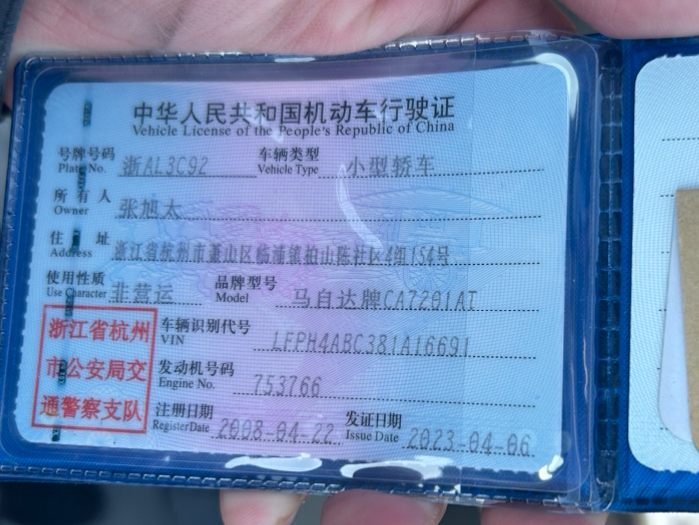 中华人民共和国机动车行驶证
Vehicle License of the People's Republic of China
号牌号码 浙AL3C92 车辆类型 小型轿车
Plate No. Vehicle Type
所有人 张旭太
Owner
住址 浙江省杭州市萧山区临浦镇柏山陈社区4组154号
Address
使用性质 非营运 品牌型号 马自达牌CA7201AT
Use Character Model
浙江省杭州
市公安局交
通警察支队
车辆识别代号 LFPH4ABC381A16691
VIN
发动机号码 753766
Engine No.
注册日期 2008-04-22 发证日期 2023-04-06
Register Date Issue Date